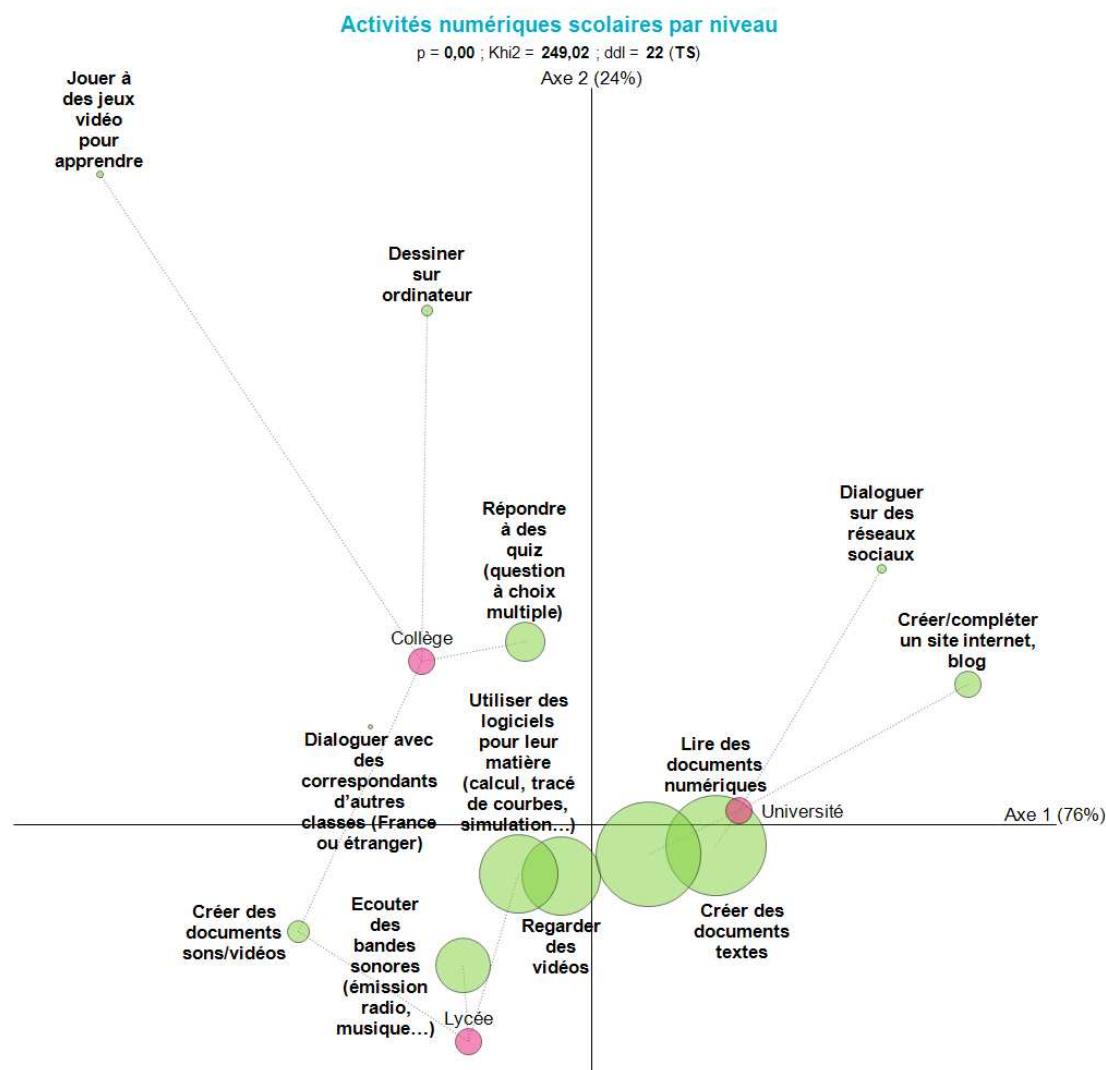 Activités numériques scolaires par niveau
p = 0,00 ; Khi2 = 249,02 ; ddl = 22 (TS)
Axe 2 (24%)
Jouer à
des jeux
vidéo
pour
apprendre
Dessiner
sur
ordinateur
Dialoguer
sur des
réseaux
sociaux
Répondre
à des
quiz
(question
à choix
multiple)
Collège
Créer/compléter
un site internet,
blog
Utiliser des
logiciels
pour leur
matière
(calcul, tracé
de courbes,
simulation…)
Dialoguer avec
des
correspondants
d’autres
classes (France
ou étranger)
Lire des
documents
numériques
Université
Axe 1 (76%)
Créer des
documents
sons/vidéos
Ecouter
des
bandes
sonores
(émission
radio,
musique…)
Regarder
des
vidéos
Créer des
documents
textes
Lycée